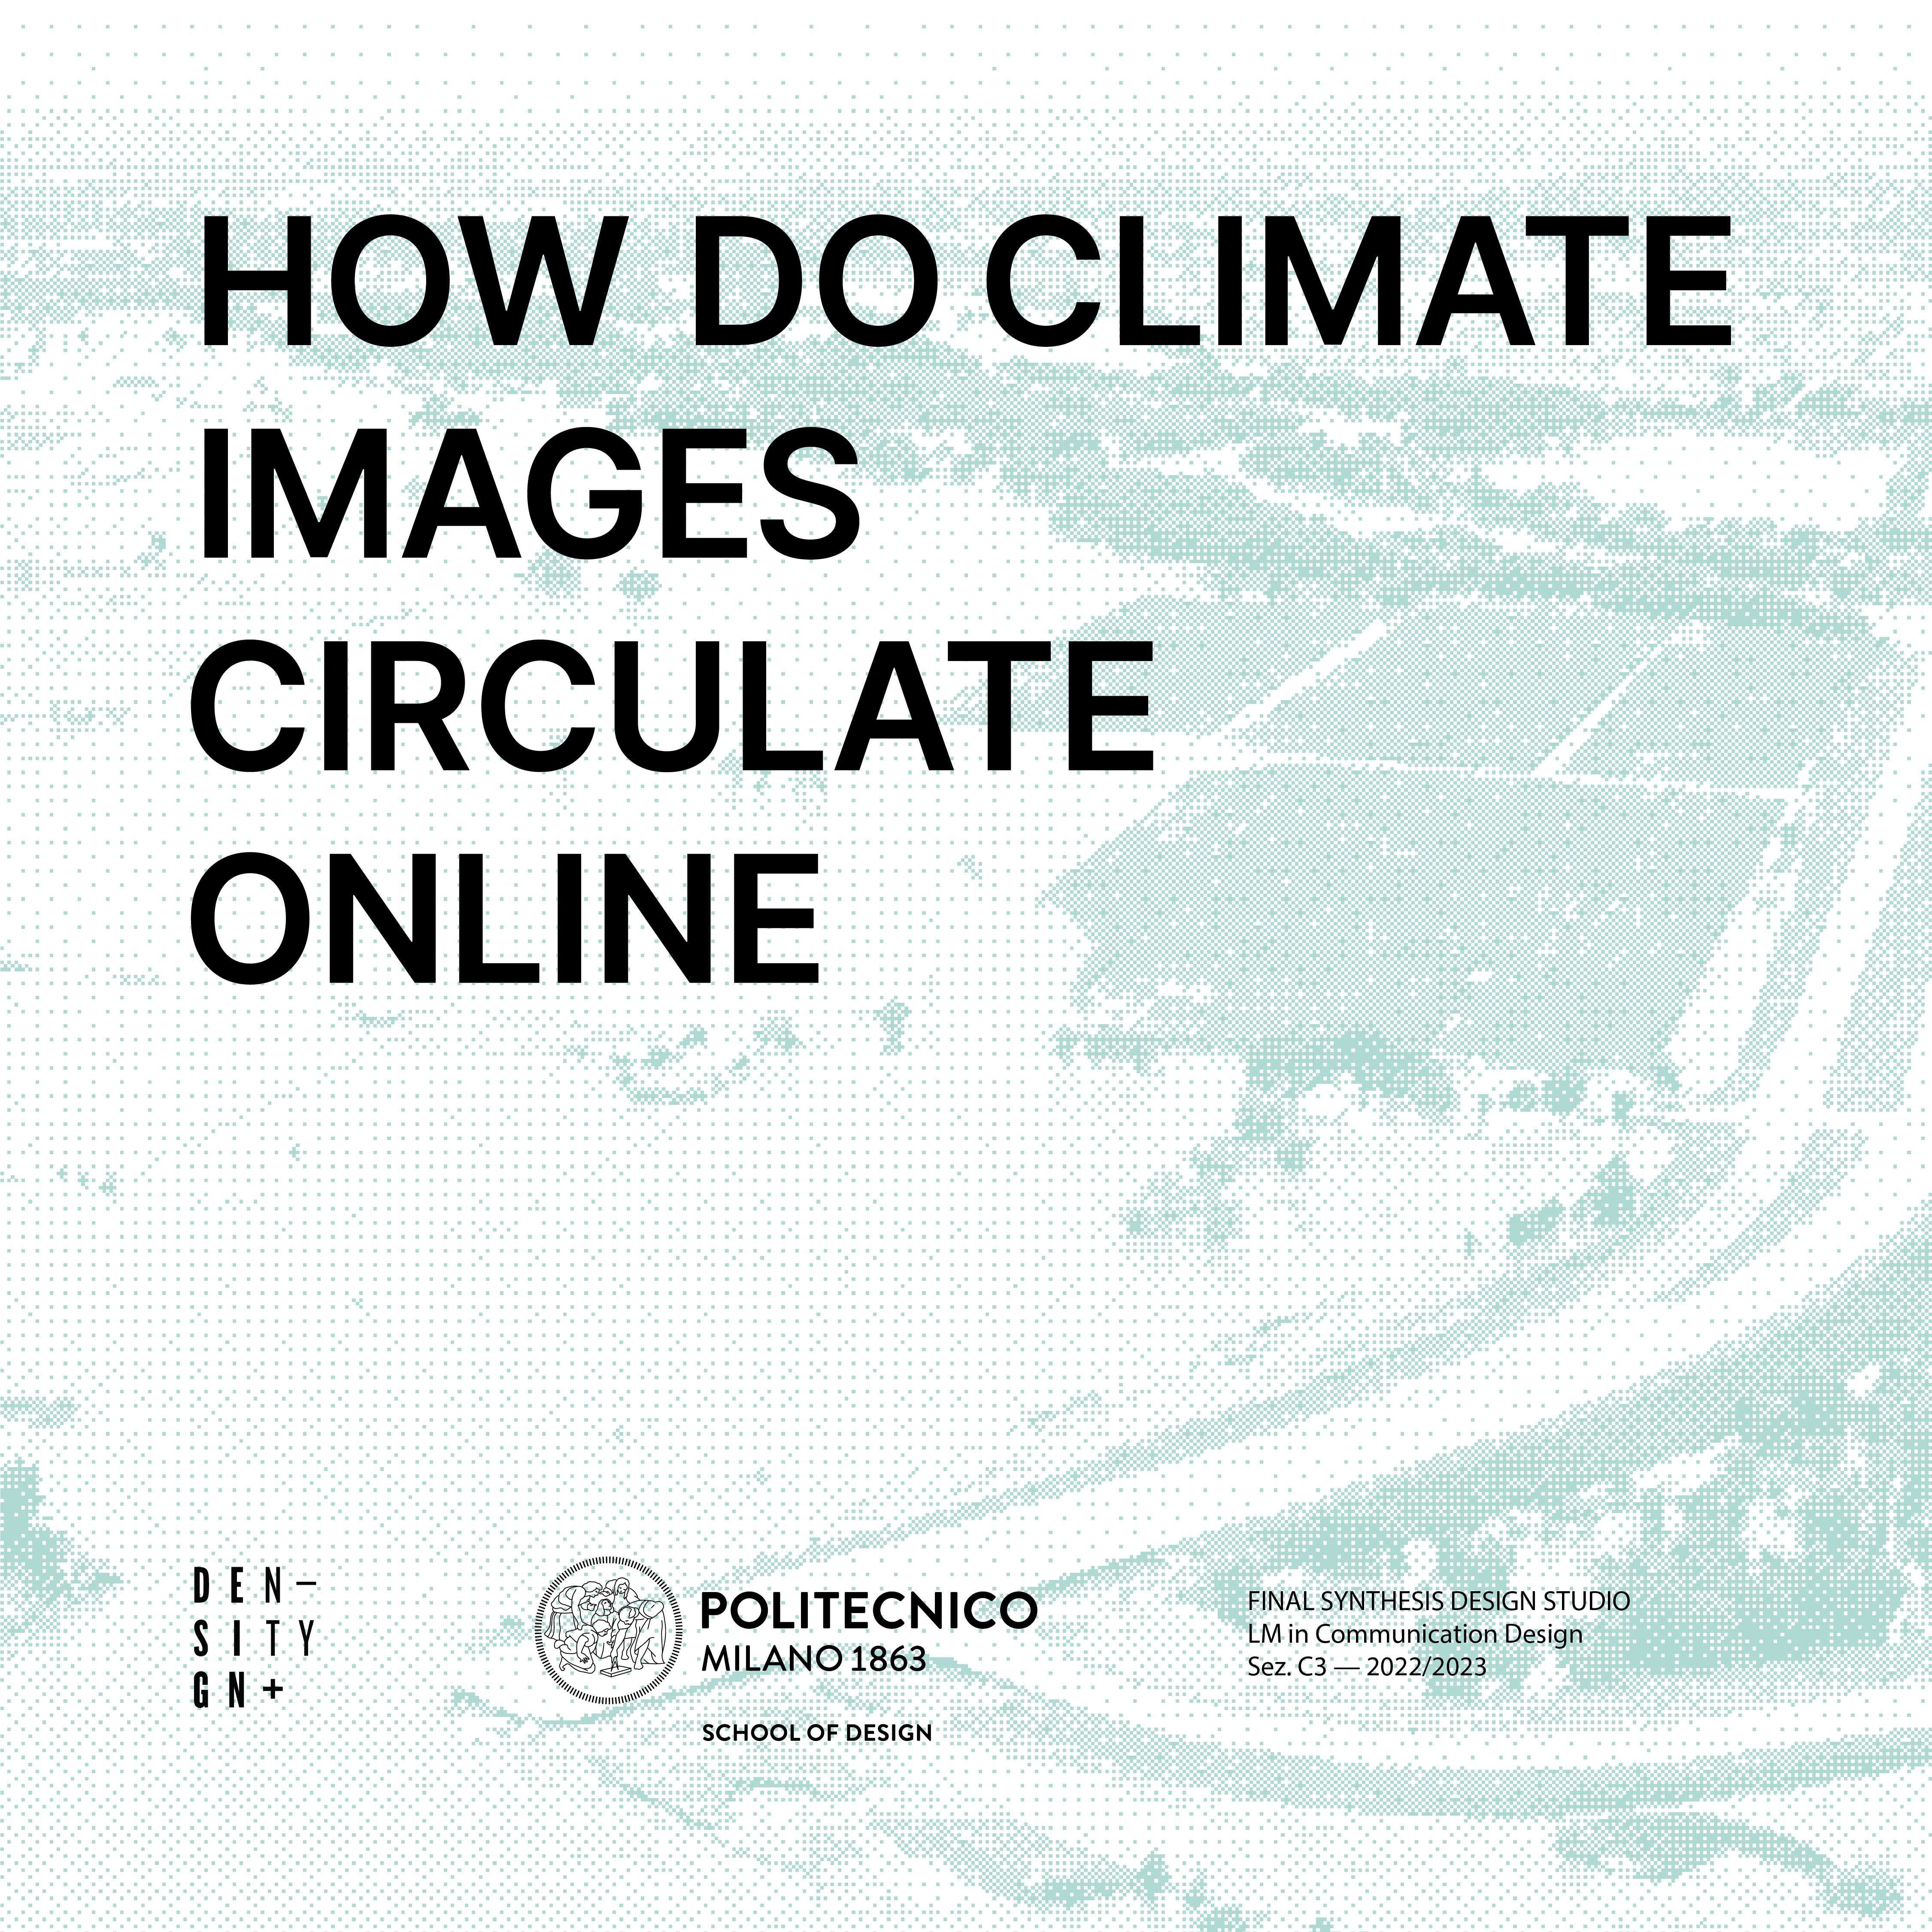 HOW DO CLIMATE
IMAGES
CIRCULATE
ONLINE
DEN–
SITY
GN+
POLITECNICO
MILANO 1863
SCHOOL OF DESIGN
FINAL SYNTHESIS DESIGN STUDIO
LM in Communication Design
Sez. C3 — 2022/2023